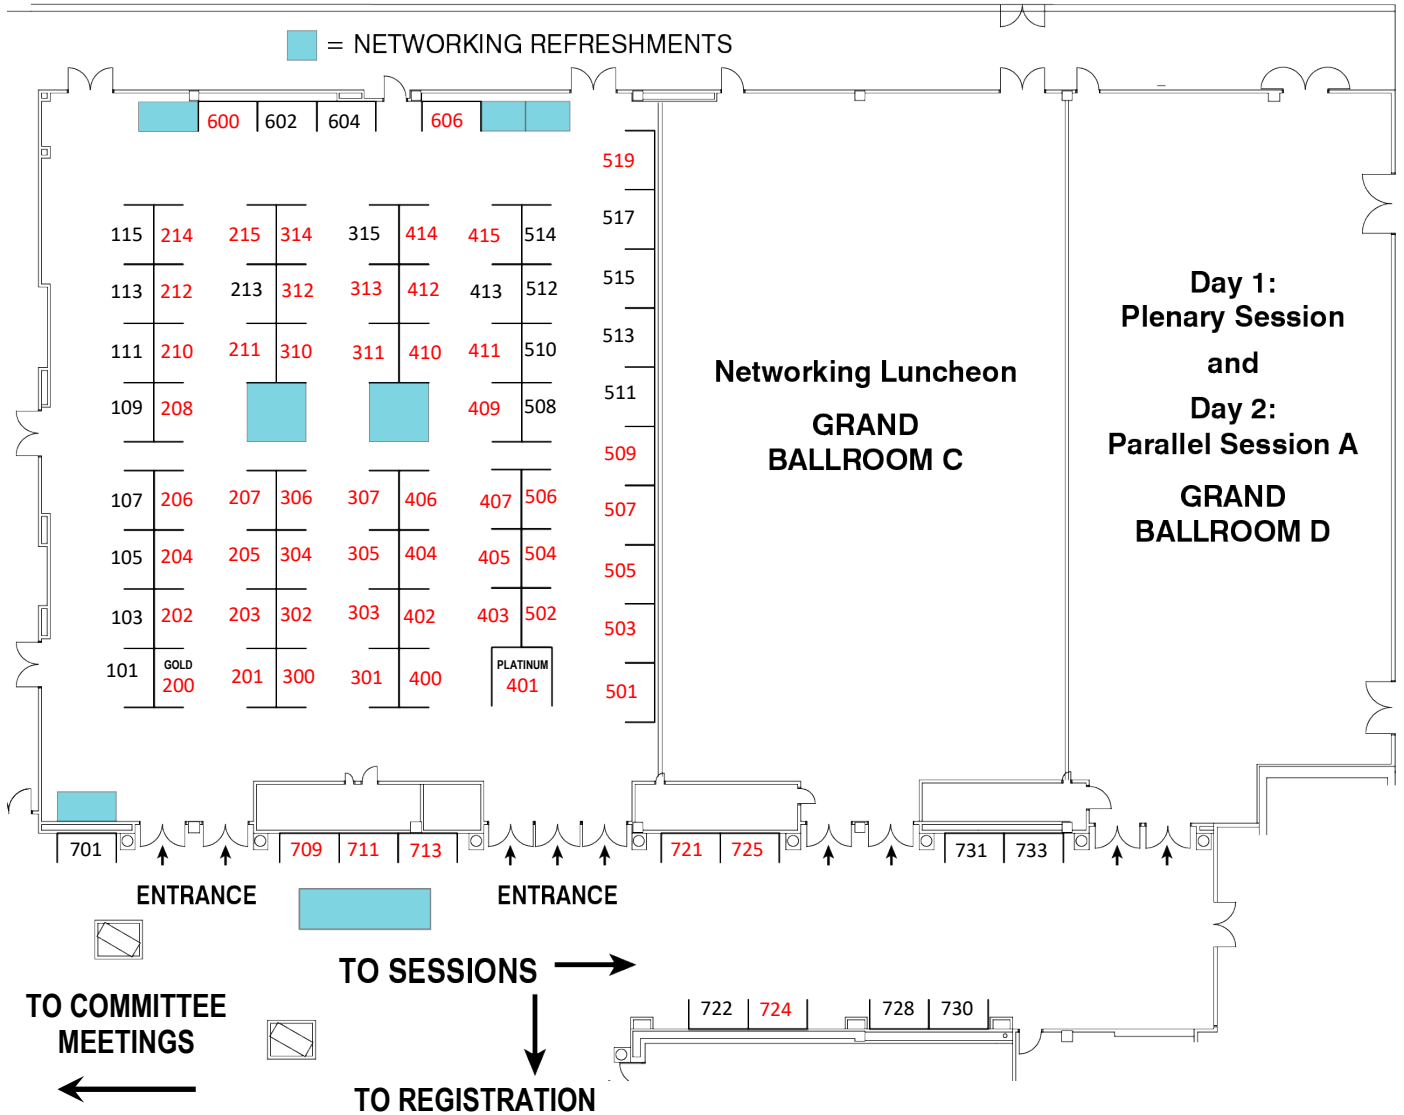 = NETWORKING REFRESHMENTS
600 602 604 606
519
517
115 214 215 314 315 414 415 514
515
113 212 213 312 313 412 413 512
513
111 210 211 310 311 410 411 510
511
109 208 409 508
509
107 206 207 306 307 406 407 506
507
105 204 205 304 305 404 405 504
505
103 202 203 302 303 402 403 502
503
GOLD PLATINUM
101 200 201 300 301 400 401
501
Networking Luncheon
GRAND
BALLROOM C
Day 1:
Plenary Session
and
Day 2:
Parallel Session A
GRAND
BALLROOM D
701 709 711 713 721 725 731 733
ENTRANCE ENTRANCE
TO SESSIONS
TO COMMITTEE
MEETINGS
722 724 728 730
TO REGISTRATION